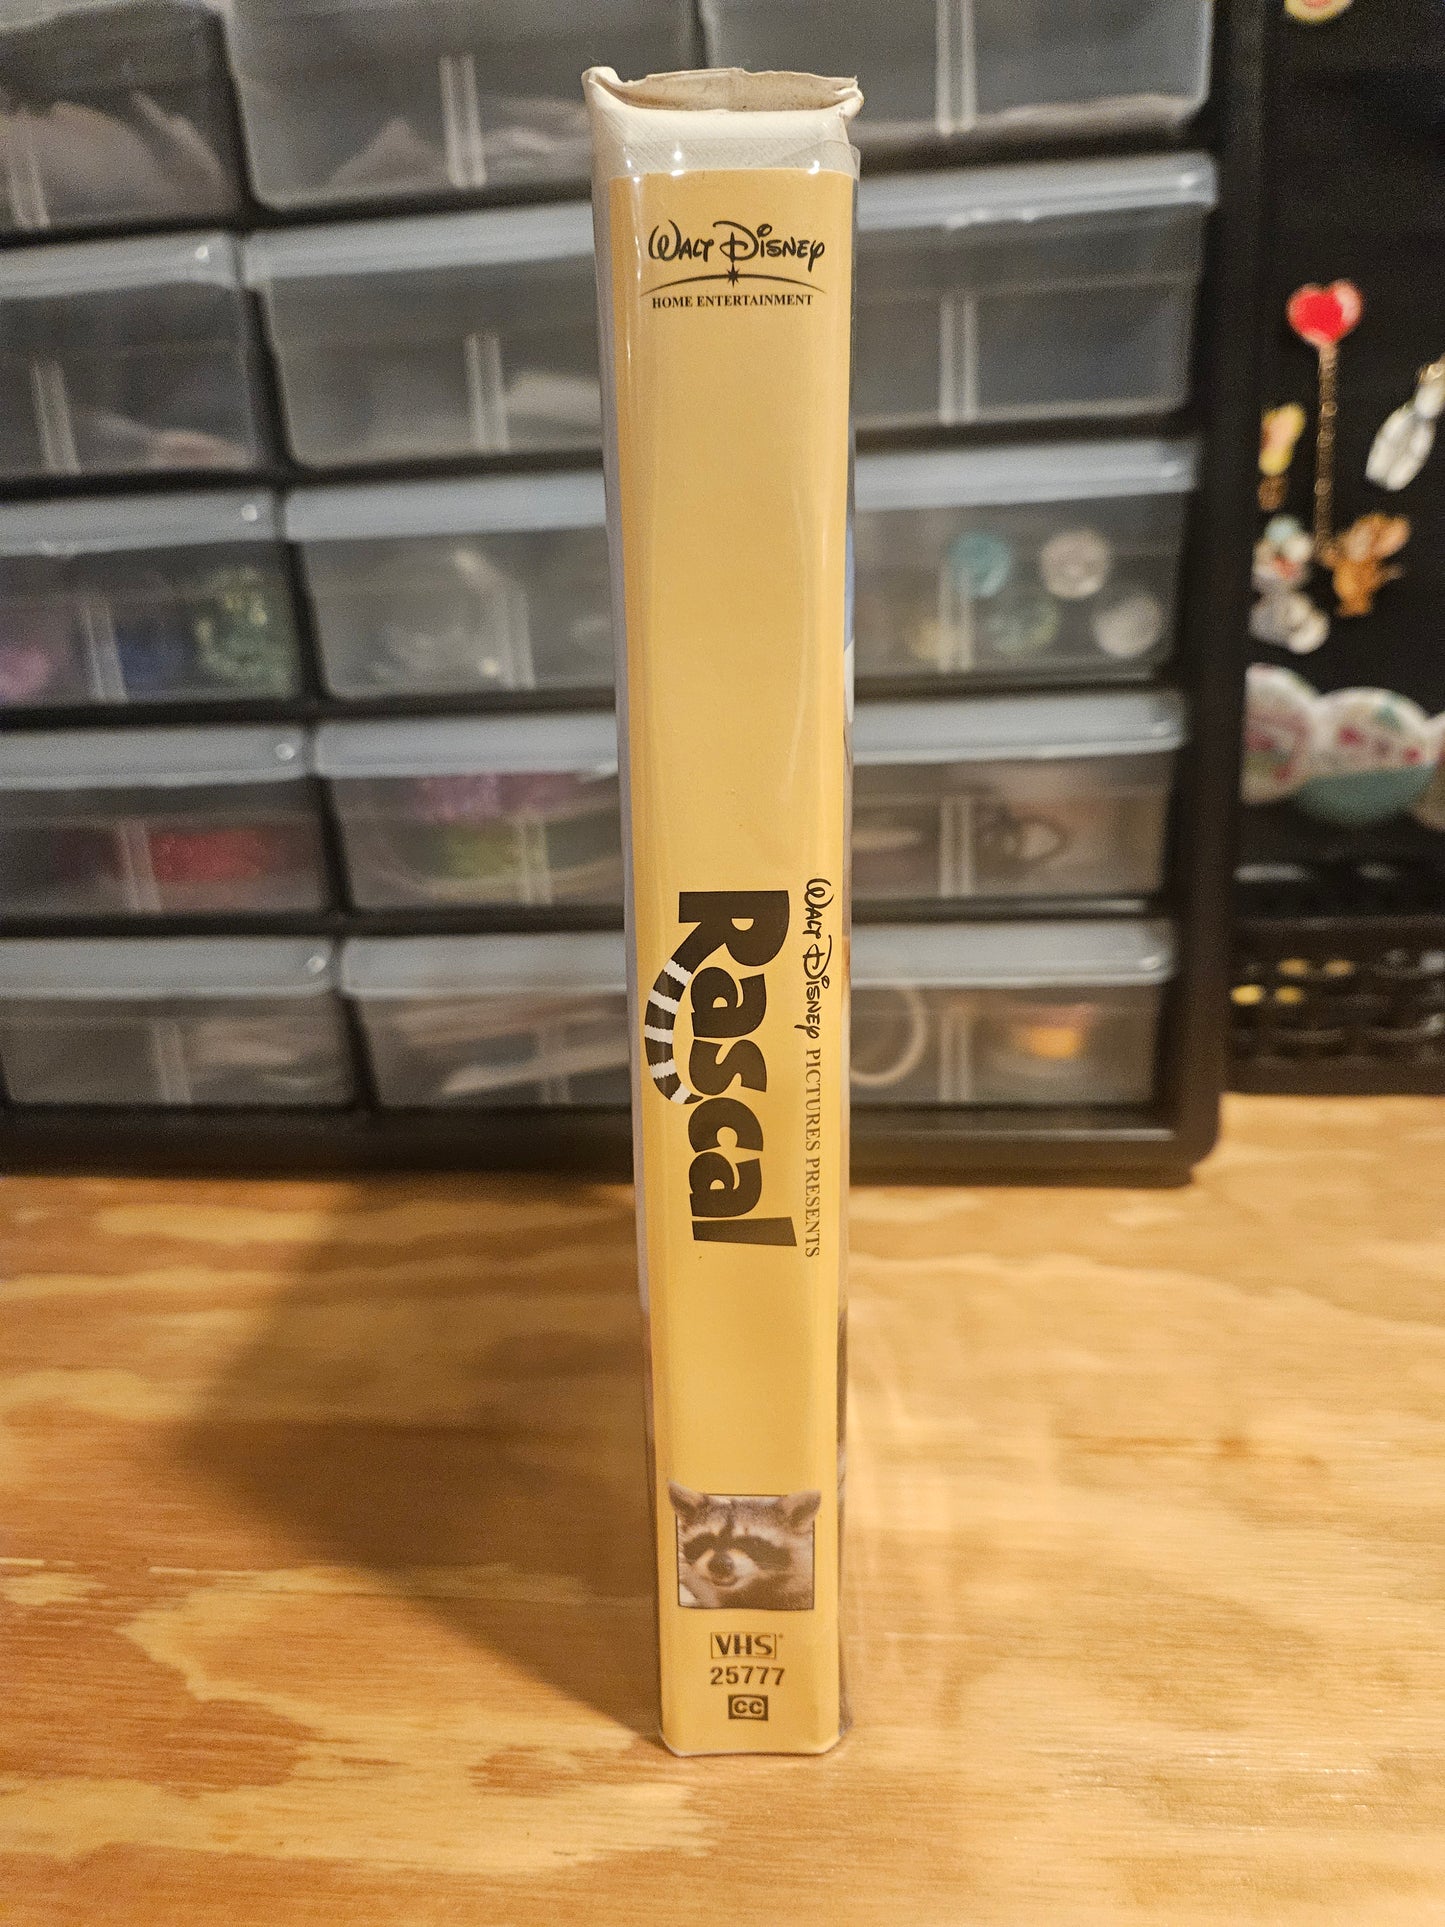 WALT DISNEY
HOME ENTERTAINMENT
WALT DISNEY PICTURES PRESENTS
Rascal
VHS
25777
CC